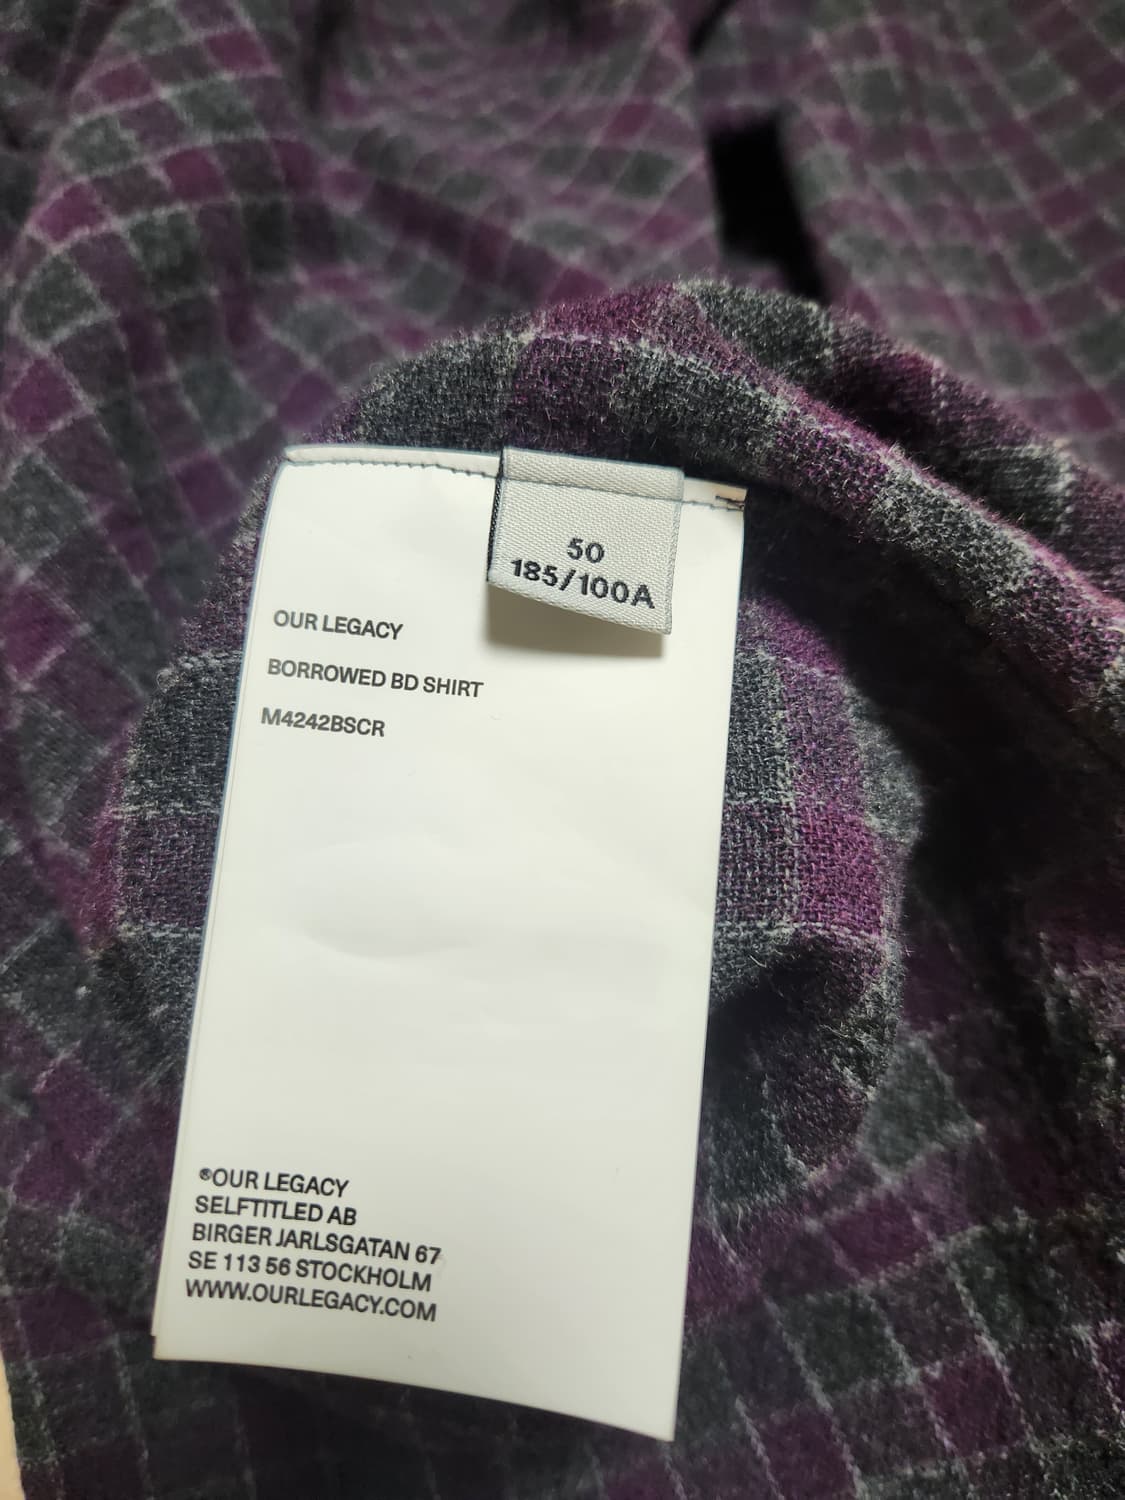 50
185/100A
OUR LEGACY
BORROWED BD SHIRT
M4242BSCR
®OUR LEGACY
SELFTITLED AB
BIRGER JARLSGATAN 67
SE 113 56 STOCKHOLM
WWW.OURLEGACY.COM